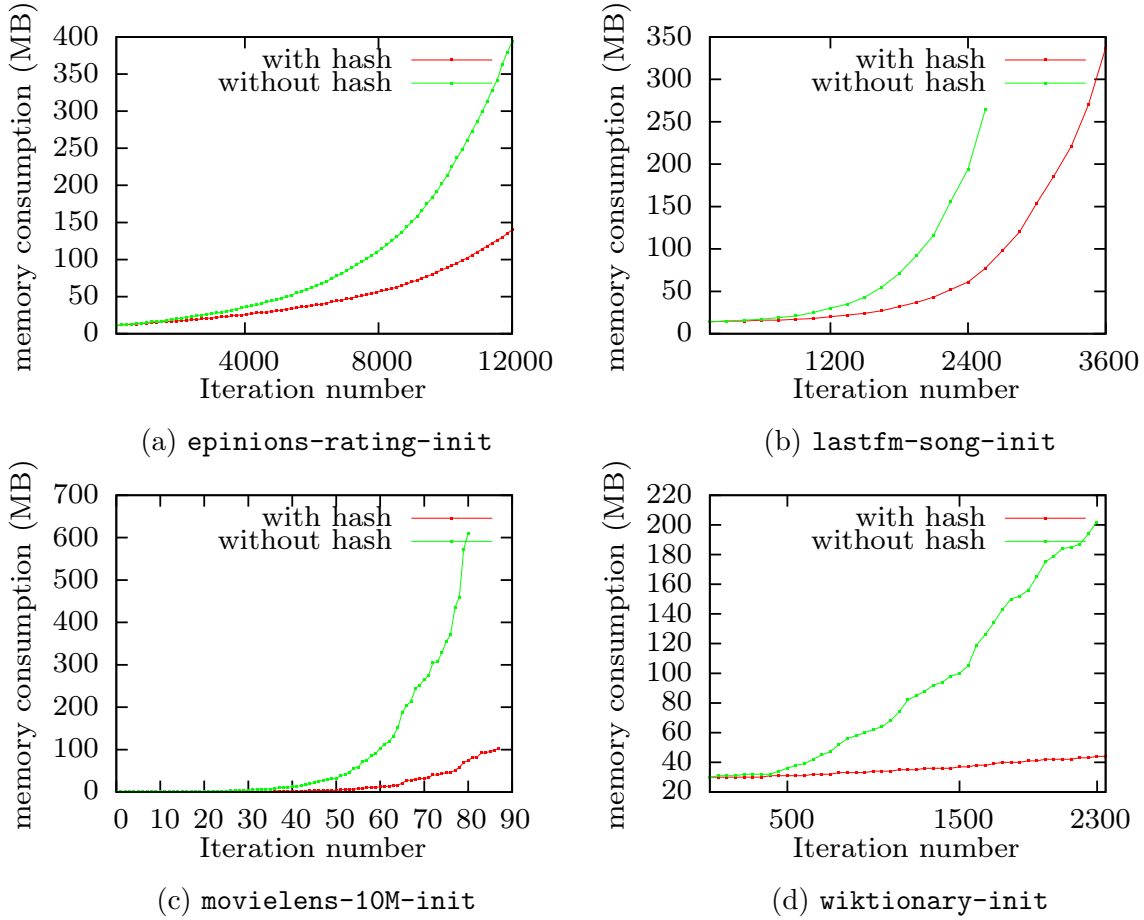 memory consumption (MB)
400
350
300
250
200
150
100
50
0
with hash
without hash
4000 8000 12000
Iteration number
(a) epinions-rating-init
memory consumption (MB)
350
300
250
200
150
100
50
0
with hash
without hash
1200 2400 3600
Iteration number
(b) lastfm-song-init
memory consumption (MB)
700
600
500
400
300
200
100
0
with hash
without hash
0 10 20 30 40 50 60 70 80 90
Iteration number
(c) movielens-10M-init
memory consumption (MB)
220
200
180
160
140
120
100
80
60
40
20
with hash
without hash
500 1500 2300
Iteration number
(d) wiktionary-init